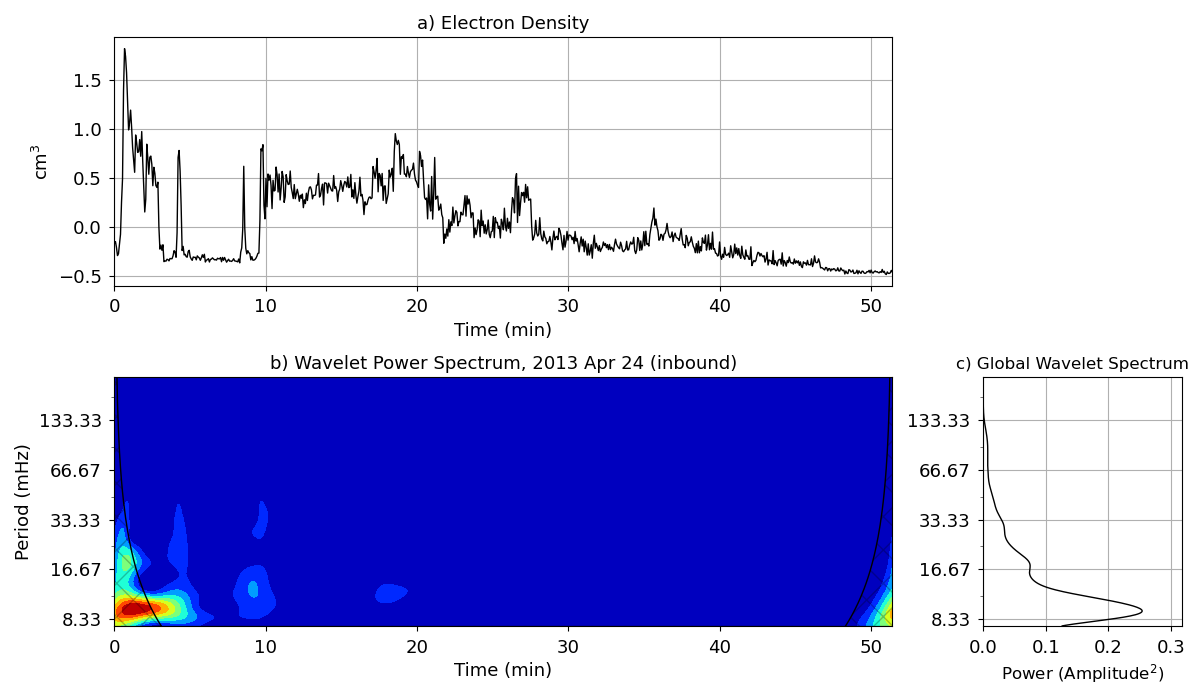 a) Electron Density
cm³
1.5
1.0
0.5
0.0
−0.5
0 10 20 30 40 50
Time (min)
b) Wavelet Power Spectrum, 2013 Apr 24 (inbound)
Period (mHz)
133.33
66.67
33.33
16.67
8.33
0 10 20 30 40 50
Time (min)
c) Global Wavelet Spectrum
133.33
66.67
33.33
16.67
8.33
0.0 0.1 0.2 0.3
Power (Amplitude²)